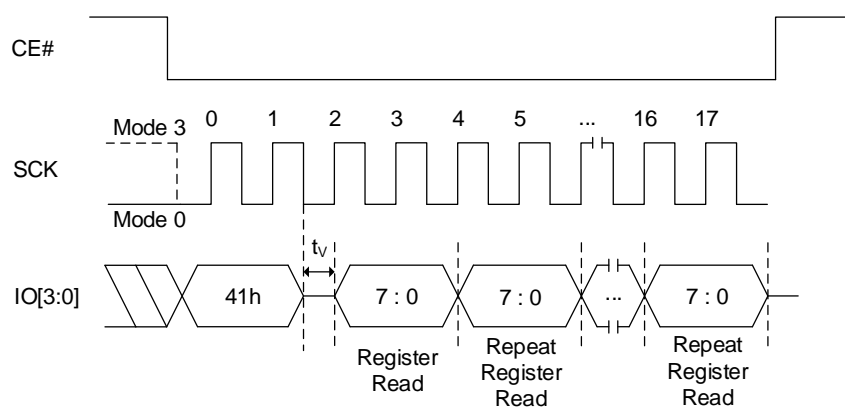 CE#
Mode 3
0 1 2 3 4 5 ... 16 17
SCK
Mode 0
tV
IO[3:0]
41h 7 : 0 7 : 0 ... 7 : 0
Register
Read
Repeat
Register
Read
Repeat
Register
Read